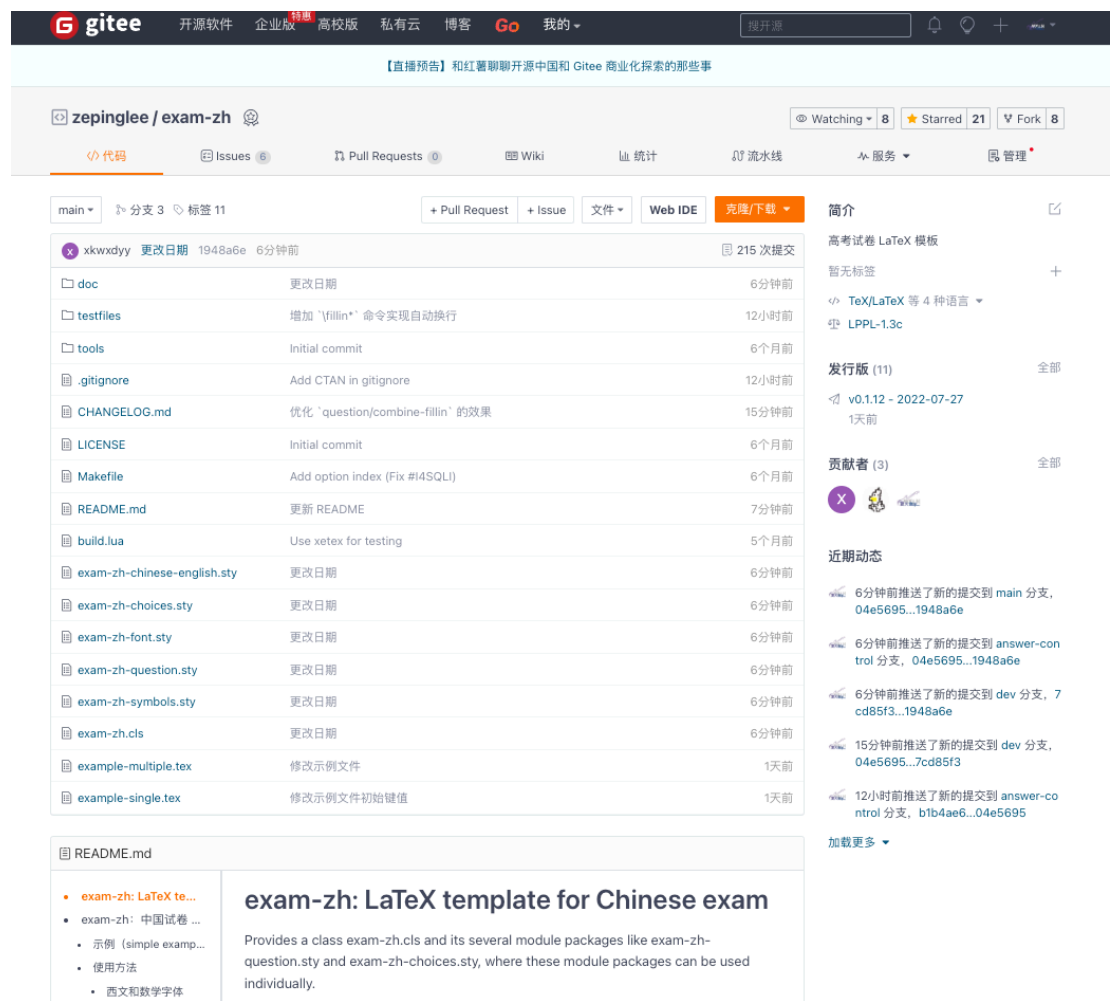 gitee 开源软件 企业版 特惠 高校版 私有云 博客 Go 我的 搜开源
【直播预告】和红薯聊聊开源中国和 Gitee 商业化探索的那些事
zepinglee / exam-zh Watching 8 Starred 21 Fork 8
代码 Issues 6 Pull Requests 0 Wiki 统计 流水线 服务 管理
main 分支 3 标签 11 + Pull Request + Issue 文件 Web IDE 克隆/下载
X xkwxdyy 更改日期 1948a6e 6分钟前 215 次提交
doc 更改日期 6分钟前
testfiles 增加 `\fillin*` 命令实现自动换行 12小时前
tools Initial commit 6个月前
.gitignore Add CTAN in gitignore 12小时前
CHANGELOG.md 优化 `question/combine-fillin` 的效果 15分钟前
LICENSE Initial commit 6个月前
Makefile Add option index (Fix #I4SQLI) 6个月前
README.md 更新 README 7分钟前
build.lua Use xetex for testing 5个月前
exam-zh-chinese-english.sty 更改日期 6分钟前
exam-zh-choices.sty 更改日期 6分钟前
exam-zh-font.sty 更改日期 6分钟前
exam-zh-question.sty 更改日期 6分钟前
exam-zh-symbols.sty 更改日期 6分钟前
exam-zh.cls 更改日期 6分钟前
example-multiple.tex 修改示例文件 1天前
example-single.tex 修改示例文件初始键值 1天前
README.md
exam-zh: LaTeX te...
exam-zh：中国试卷 ...
示例（simple examp...
使用方法
西文和数学字体
exam-zh: LaTeX template for Chinese exam
Provides a class exam-zh.cls and its several module packages like exam-zh-
question.sty and exam-zh-choices.sty, where these module packages can be used
individually.
简介
高考试卷 LaTeX 模板
暂无标签
TeX/LaTeX 等 4 种语言
LPPL-1.3c
发行版 (11) 全部
v0.1.12 - 2022-07-27
1天前
贡献者 (3) 全部
X
近期动态
6分钟前推送了新的提交到 main 分支，
04e5695...1948a6e
6分钟前推送了新的提交到 answer-con
trol 分支，04e5695...1948a6e
6分钟前推送了新的提交到 dev 分支，7
cd85f3...1948a6e
15分钟前推送了新的提交到 dev 分支，
04e5695...7cd85f3
12小时前推送了新的提交到 answer-co
ntrol 分支，b1b4ae6...04e5695
加载更多